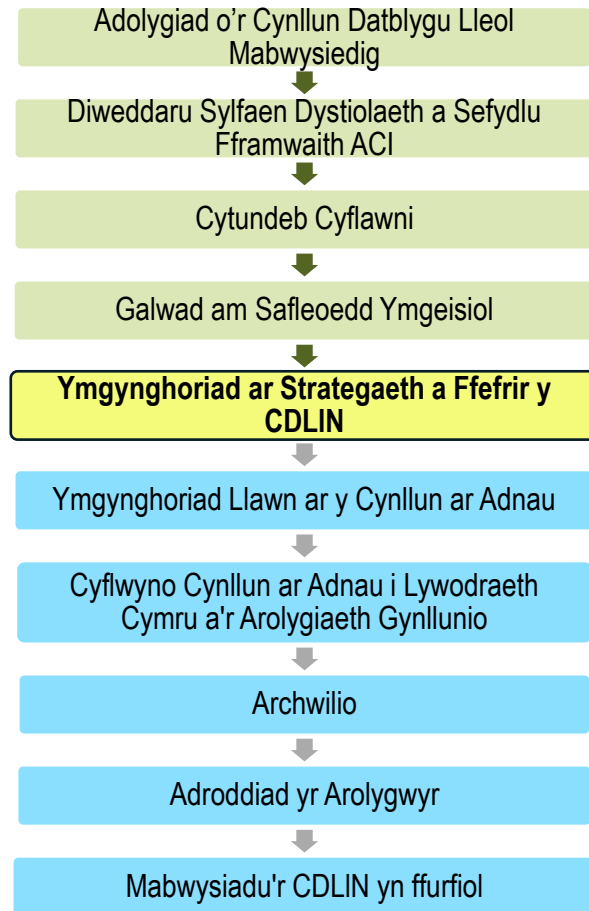 Adolygiad o’r Cynllun Datblygu Lleol
Mabwysiedig
Diweddaru Sylfaen Dystiolaeth a Sefydlu
Fframwaith ACI
Cytundeb Cyflawni
Galwad am Safleoedd Ymgeisiol
Ymgynghoriad ar Strategaeth a Ffefrir y
CDLlN
Ymgynghoriad Llawn ar y Cynllun ar Adnau
Cyflwyno Cynllun ar Adnau i Lywodraeth
Cymru a'r Arolygiaeth Gynllunio
Archwilio
Adroddiad yr Arolygwyr
Mabwysiadu'r CDLlN yn ffurfiol